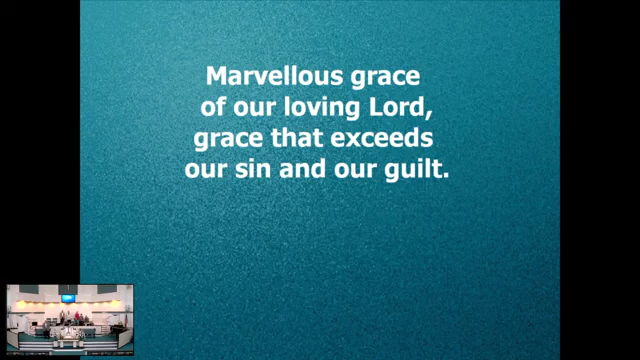 Marvellous grace
of our loving Lord,
grace that exceeds
our sin and our guilt.